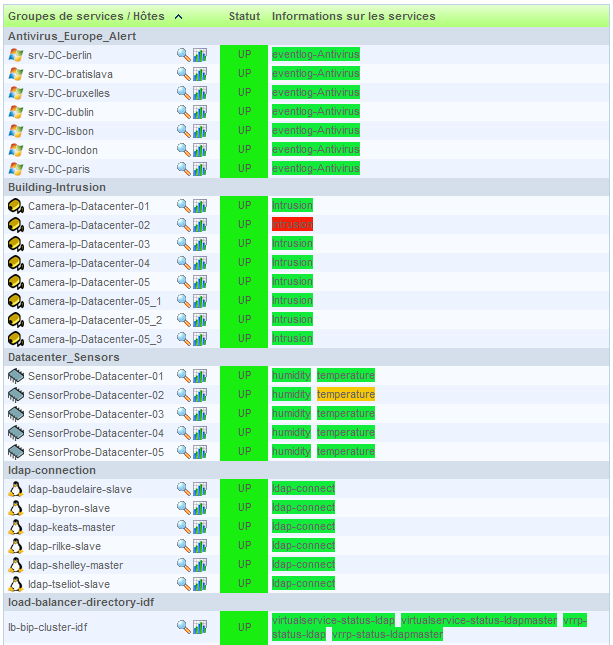 Groupes de services / Hôtes Statut Informations sur les services
Antivirus_Europe_Alert
srv-DC-berlin UP eventlog-Antivirus
srv-DC-bratislava UP eventlog-Antivirus
srv-DC-bruxelles UP eventlog-Antivirus
srv-DC-dublin UP eventlog-Antivirus
srv-DC-lisbon UP eventlog-Antivirus
srv-DC-london UP eventlog-Antivirus
srv-DC-paris UP eventlog-Antivirus
Building-Intrusion
Camera-Ip-Datacenter-01 UP Intrusion
Camera-Ip-Datacenter-02 UP Intrusion
Camera-Ip-Datacenter-03 UP Intrusion
Camera-Ip-Datacenter-04 UP Intrusion
Camera-Ip-Datacenter-05 UP Intrusion
Camera-Ip-Datacenter-05_1 UP Intrusion
Camera-Ip-Datacenter-05_2 UP Intrusion
Camera-Ip-Datacenter-05_3 UP Intrusion
Datacenter_Sensors
SensorProbe-Datacenter-01 UP humidity temperature
SensorProbe-Datacenter-02 UP humidity temperature
SensorProbe-Datacenter-03 UP humidity temperature
SensorProbe-Datacenter-04 UP humidity temperature
SensorProbe-Datacenter-05 UP humidity temperature
ldap-connection
ldap-baudelaire-slave UP ldap-connect
ldap-byron-slave UP ldap-connect
ldap-keats-master UP ldap-connect
ldap-rilke-slave UP ldap-connect
ldap-shelley-master UP ldap-connect
ldap-tseliot-slave UP ldap-connect
load-balancer-directory-idf
lb-bip-cluster-idf UP virtualservice-status-ldap virtualservice-status-ldapmaster vrrp-
status-ldap vrrp-status-ldapmaster